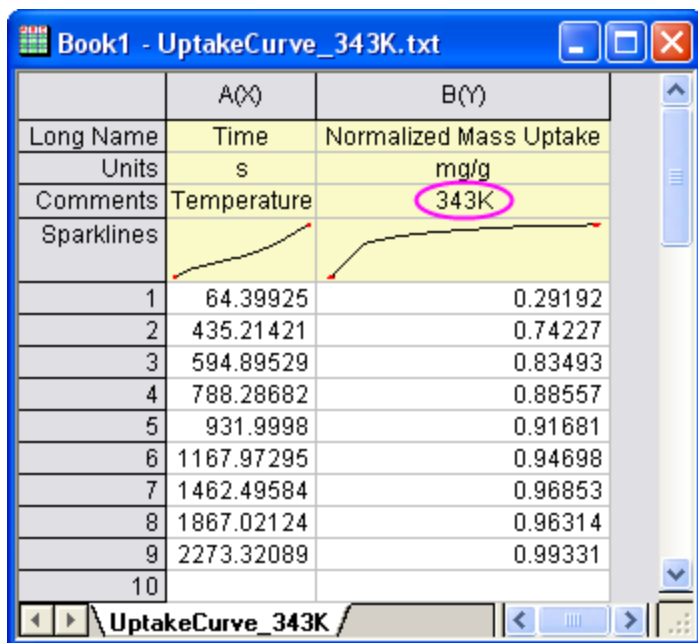 Book1 - UptakeCurve_343K.txt
A(X) B(Y)
Long Name Time Normalized Mass Uptake
Units s mg/g
Comments Temperature 343K
Sparklines
1 64.39925 0.29192
2 435.21421 0.74227
3 594.89529 0.83493
4 788.28682 0.88557
5 931.9998 0.91681
6 1167.97295 0.94698
7 1462.49584 0.96853
8 1867.02124 0.96314
9 2273.32089 0.99331
10
UptakeCurve_343K